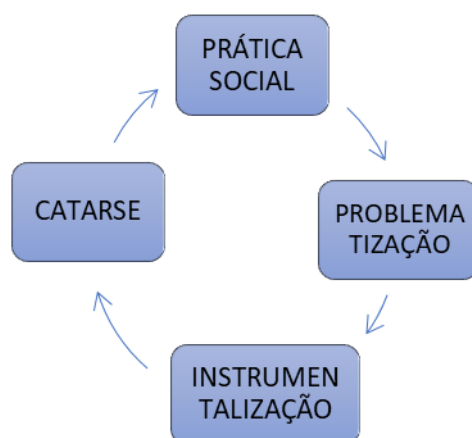 PRÁTICA
SOCIAL
PROBLEMA
TIZAÇÃO
INSTRUMEN
TALIZAÇÃO
CATARSE